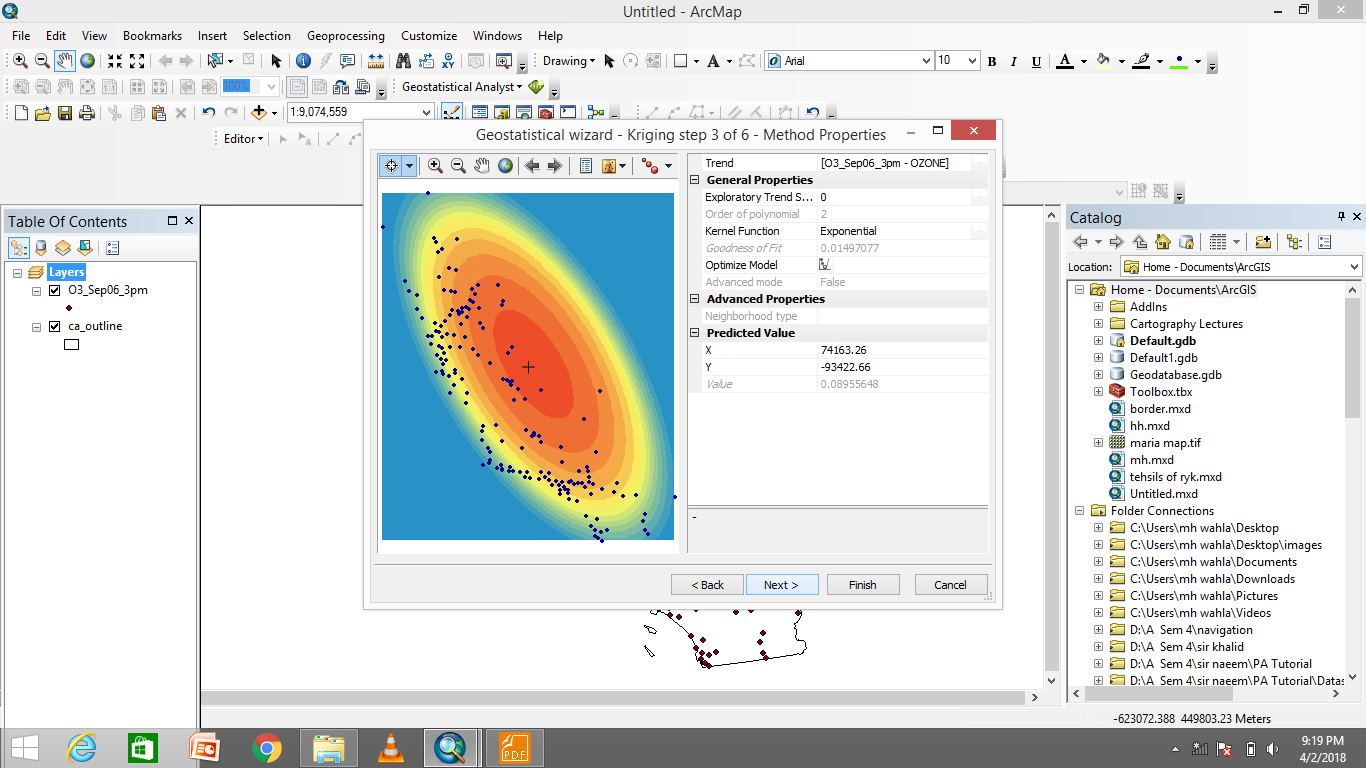 Untitled - ArcMap
File Edit View Bookmarks Insert Selection Geoprocessing Customize Windows Help
Drawing Arial 10 B I U A
100% Geostatistical Analyst
1:9,074,559
Editor
Geostatistical wizard - Kriging step 3 of 6 - Method Properties
Trend [O3_Sep06_3pm - OZONE]
General Properties
Exploratory Trend S... 0
Order of polynomial 2
Kernel Function Exponential
Goodness of Fit 0.01497077
Optimize Model
Advanced mode False
Advanced Properties
Neighborhood type
Predicted Value
X 74163.26
Y -93422.66
Value 0.08955648
-
< Back Next > Finish Cancel
Table Of Contents
Layers
O3_Sep06_3pm
ca_outline
Catalog
Location: Home - Documents\ArcGIS
Home - Documents\ArcGIS
AddIns
Cartography Lectures
Default.gdb
Default1.gdb
Geodatabase.gdb
Toolbox.tbx
border.mxd
hh.mxd
maria map.tif
mh.mxd
tehsils of ryk.mxd
Untitled.mxd
Folder Connections
C:\Users\mh wahla\Desktop
C:\Users\mh wahla\Desktop\images
C:\Users\mh wahla\Documents
C:\Users\mh wahla\Downloads
C:\Users\mh wahla\Pictures
C:\Users\mh wahla\Videos
D:\A Sem 4\navigation
D:\A Sem 4\sir khalid
D:\A Sem 4\sir naeem\PA Tutorial
D:\A Sem 4\sir naeem\PA Tutorial\Datas
-623072.388 449803.23 Meters
PDF
9:19 PM
4/2/2018